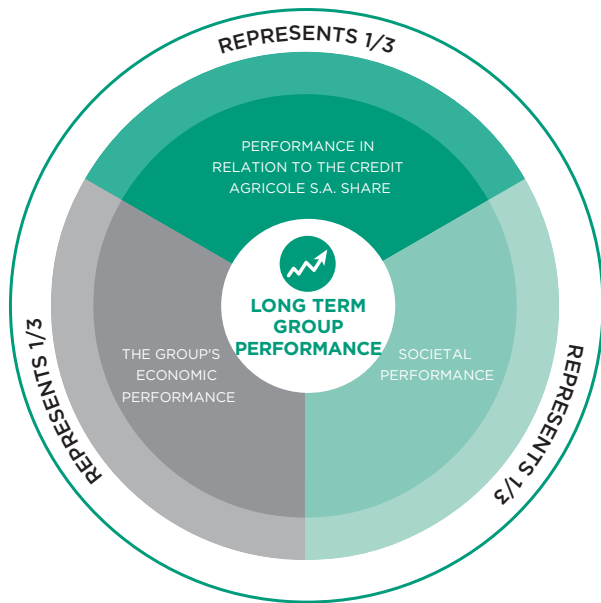 REPRESENTS 1/3
PERFORMANCE IN
RELATION TO THE CREDIT
AGRICOLE S.A. SHARE
LONG TERM
GROUP
PERFORMANCE
THE GROUP'S
ECONOMIC
PERFORMANCE
SOCIETAL
PERFORMANCE
REPRESENTS 1/3
REPRESENTS 1/3